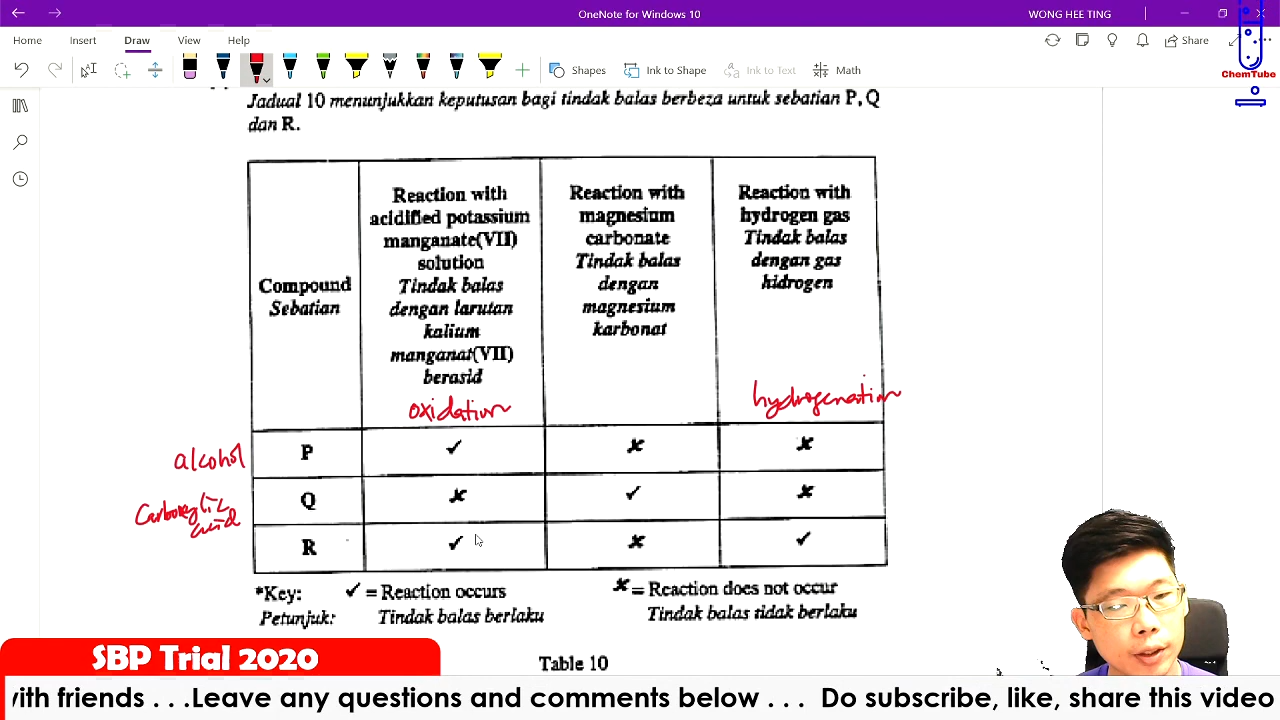 OneNote for Windows 10
WONG HEE TING
Home Insert Draw View Help
Share
Shapes
Ink to Shape
Ink to Text
Math
ChemTube
Jadual 10 menunjukkan keputusan bagi tindak balas berbeza untuk sebatian P, Q
dan R.
Compound
Sebatian
Reaction with
acidified potassium
manganate(VII)
solution
Tindak balas
dengan larutan
kalium
manganat(VII)
berasid
oxidation
Reaction with
magnesium
carbonate
Tindak balas
dengan
magnesium
karbonat
Reaction with
hydrogen gas
Tindak balas
dengan gas
hidrogen
hydrogenation
alcohol P ✓ ✗ ✗
Carboxylic
acid
Q ✗ ✓ ✗
R ✓ ✗ ✓
*Key: ✓ = Reaction occurs ✗ = Reaction does not occur
Petunjuk: Tindak balas berlaku Tindak balas tidak berlaku
Table 10
SBP Trial 2020
with friends . . .Leave any questions and comments below . . . Do subscribe, like, share this video